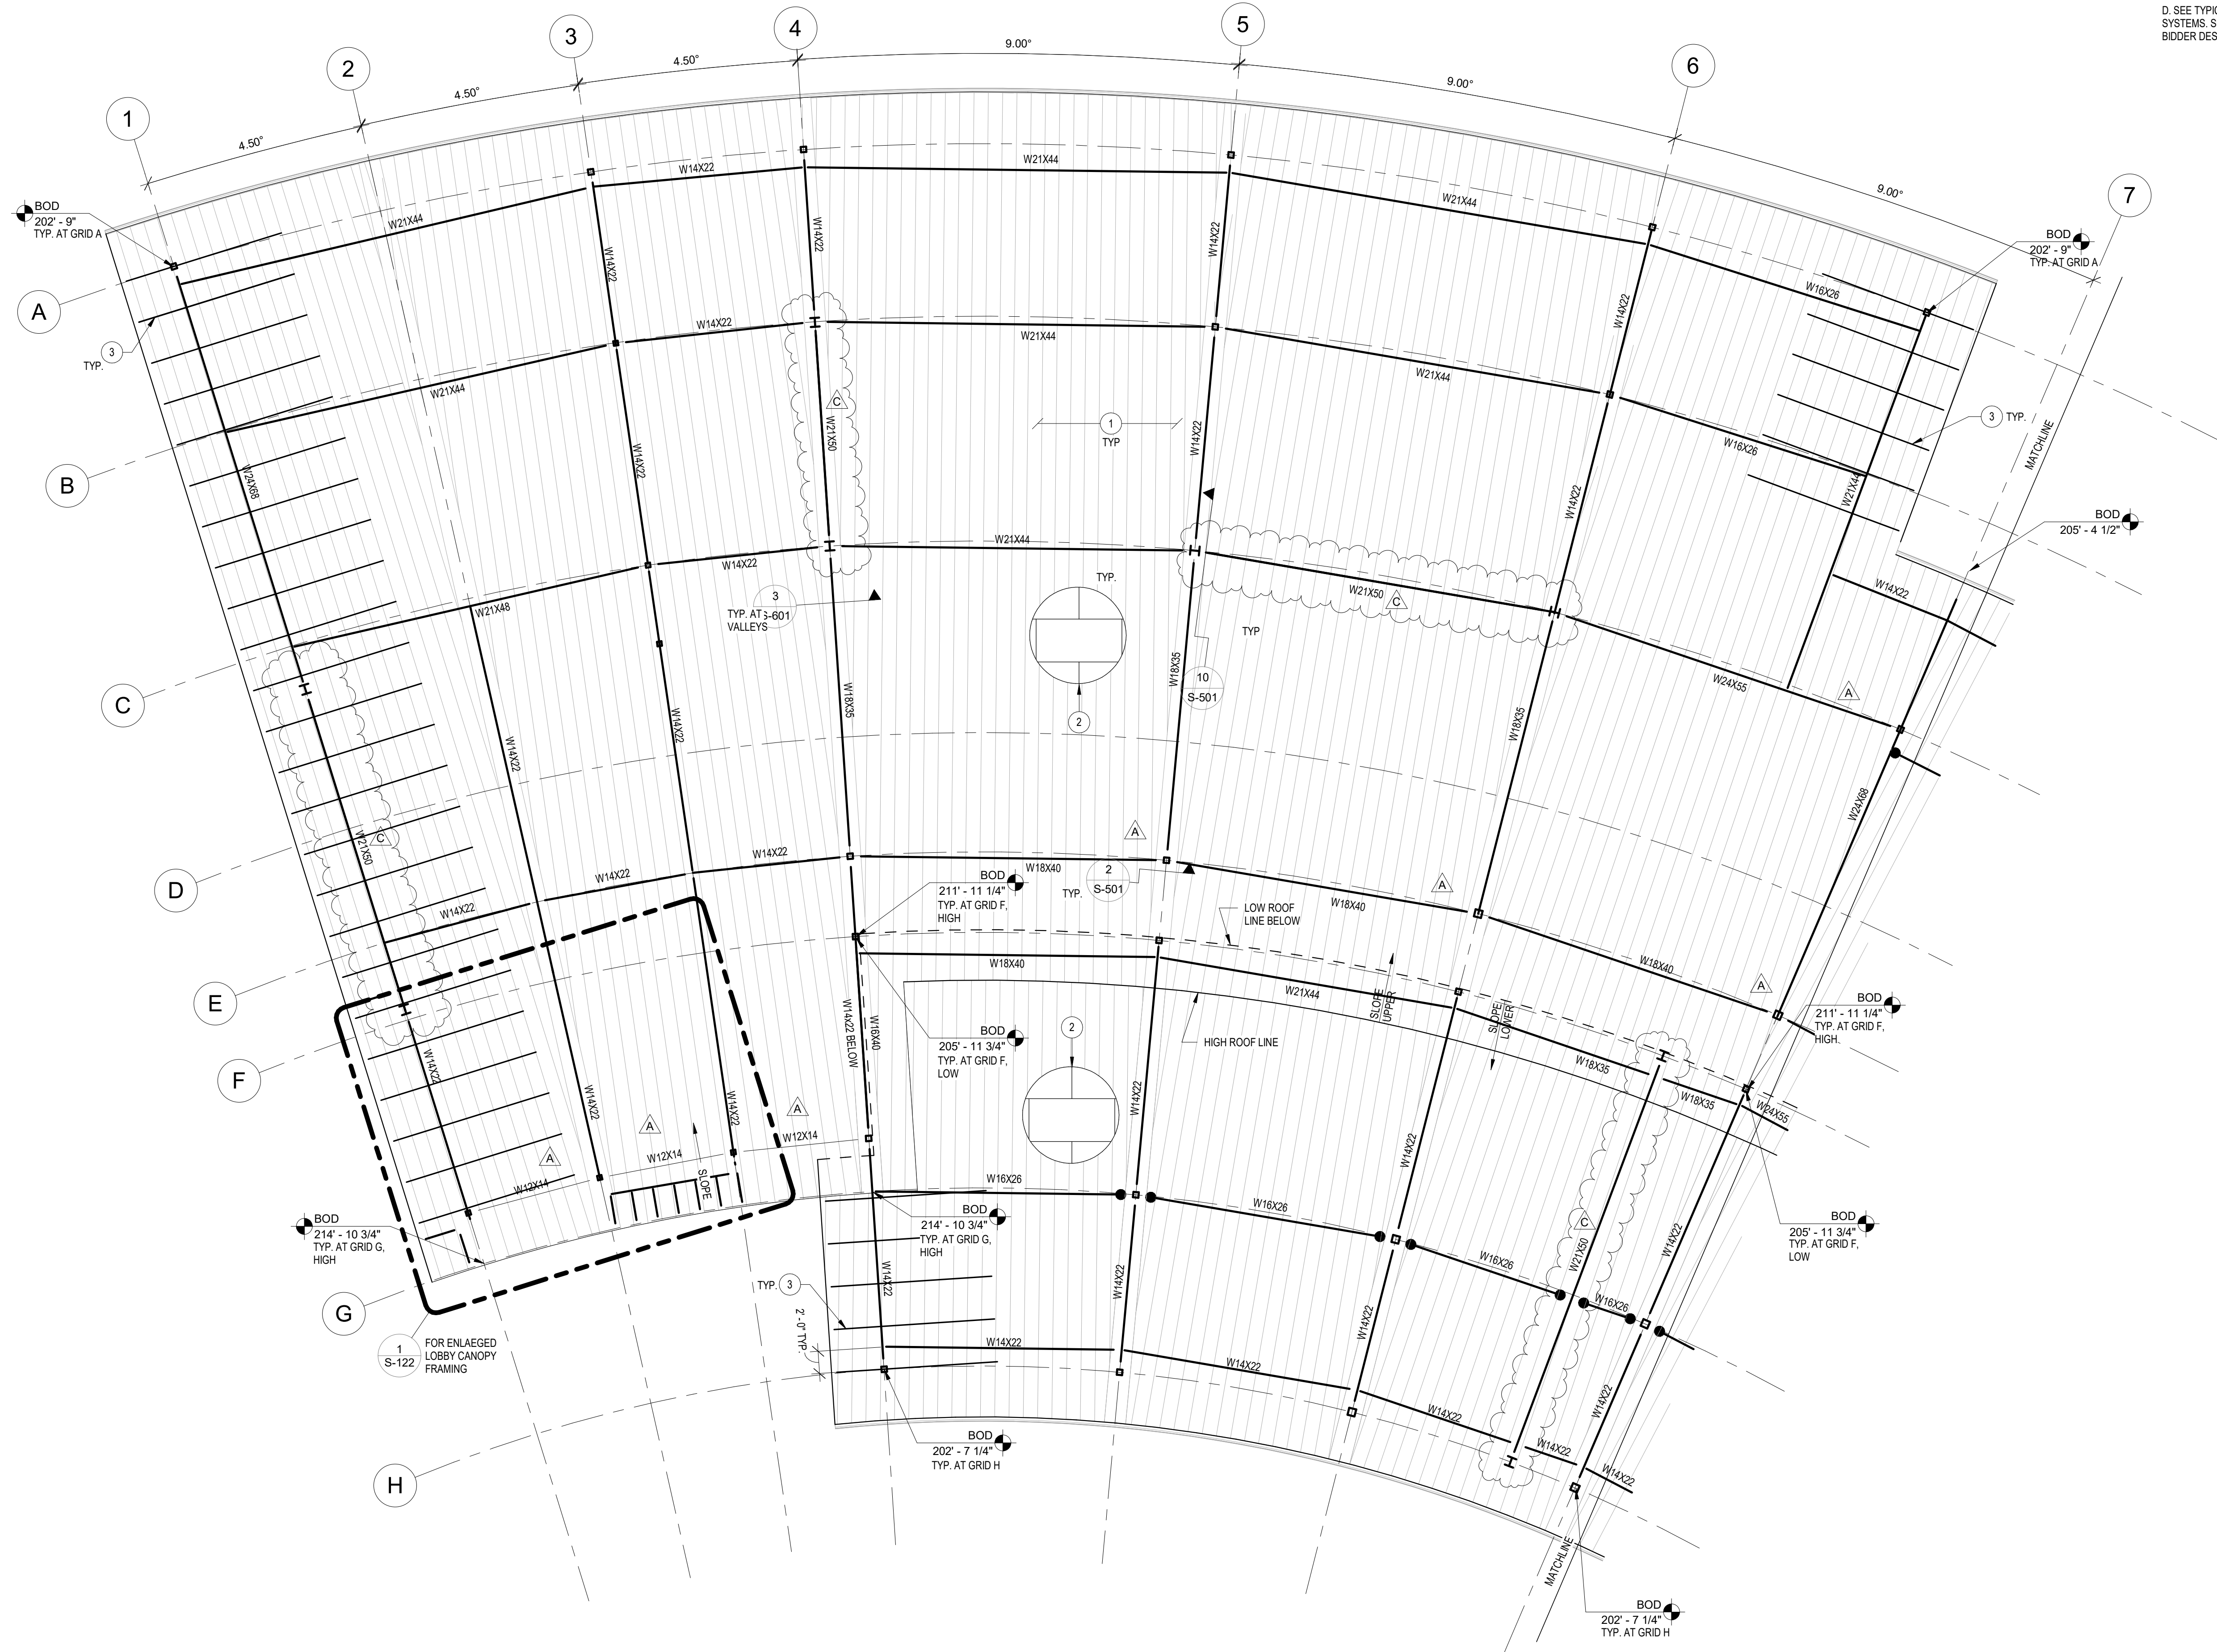 D. SEE TYPIC
SYSTEMS. S
BIDDER DES
1
2
3
4
5
6
7
4.50°
4.50°
4.50°
9.00°
9.00°
9.00°
A
B
C
D
E
F
G
H
BOD
202' - 9"
TYP. AT GRID A
W21X44
W14X22
W21X44
W21X44
W16X26
BOD
202' - 9"
TYP. AT GRID A
W14X22
W14X22
W14X22
W14X22
3
TYP.
W21X44
W14X22
W21X44
W21X44
W16X26
3
TYP.
C
W21X50
1
TYP
W24X68
W14X22
W14X22
W14X22
W21X44
MATCHLINE
BOD
205' - 4 1/2"
W21X48
W14X22
W21X44
W21X50
C
W14X22
3
S-601
TYP. AT
VALLEYS
TYP.
2
TYP
10
S-501
W14X22
W14X22
W18X35
W18X35
W18X35
W24X55
A
W24X68
W21X50
C
W14X22
W14X22
W14X22
W18X40
A
2
S-501
TYP.
W18X40
A
W18X40
A
BOD
211' - 11 1/4"
TYP. AT GRID F,
HIGH
LOW ROOF
LINE BELOW
W18X40
W21X44
SLOPE
UPPER
SLOPE
LOWER
W18X35
W18X35
W24X55
BOD
211' - 11 1/4"
TYP. AT GRID F,
HIGH.
W14x22 BELOW
W16X40
BOD
205' - 11 3/4"
TYP. AT GRID F,
LOW
2
HIGH ROOF LINE
W14X22
W14X22
W14X22
W14X22
W14X22
W12X14
A
W12X14
A
W12X14
A
SLOPE
W21X50
C
W14X22
BOD
205' - 11 3/4"
TYP. AT GRID F,
LOW
W16X26
W16X26
W16X26
W16X26
BOD
214' - 10 3/4"
TYP. AT GRID G,
HIGH
BOD
214' - 10 3/4"
TYP. AT GRID G,
HIGH
TYP.
3
2' - 0" TYP.
W14X22
W14X22
W14X22
W14X22
1
S-122
FOR ENLAEGED
LOBBY CANOPY
FRAMING
W14X22
W14X22
W14X22
W14X22
W14X22
BOD
202' - 7 1/4"
TYP. AT GRID H
MATCHLINE
BOD
202' - 7 1/4"
TYP. AT GRID H